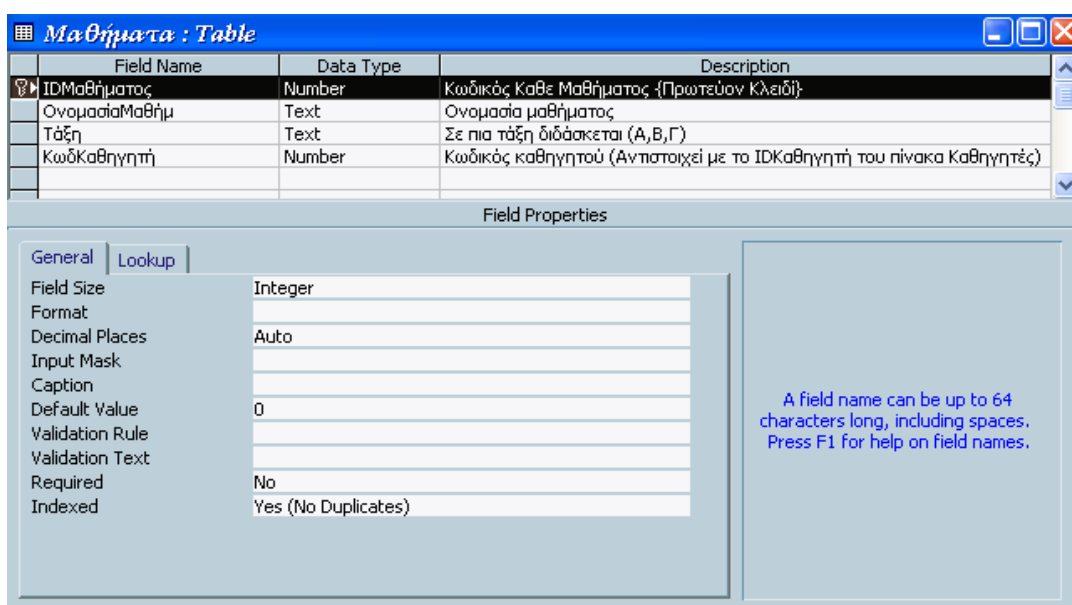 Μαθήματα : Table
Field Name Data Type Description
IDΜαθήματος Number Κωδικός Καθε Μαθήματος -{Πρωτεύον Κλειδί}
ΟνομασίαΜαθήμ Text Ονομασία μαθήματος
Τάξη Text Σε πια τάξη διδάσκεται (Α,Β,Γ)
ΚωδΚαθηγητή Number Κωδικός καθηγητού (Αντιστοιχεί με το IDΚαθηγητή του πίνακα Καθηγητές)
Field Properties
General Lookup
Field Size Integer
Format
Decimal Places Auto
Input Mask
Caption
Default Value 0
Validation Rule
Validation Text
Required No
Indexed Yes (No Duplicates)
A field name can be up to 64
characters long, including spaces.
Press F1 for help on field names.